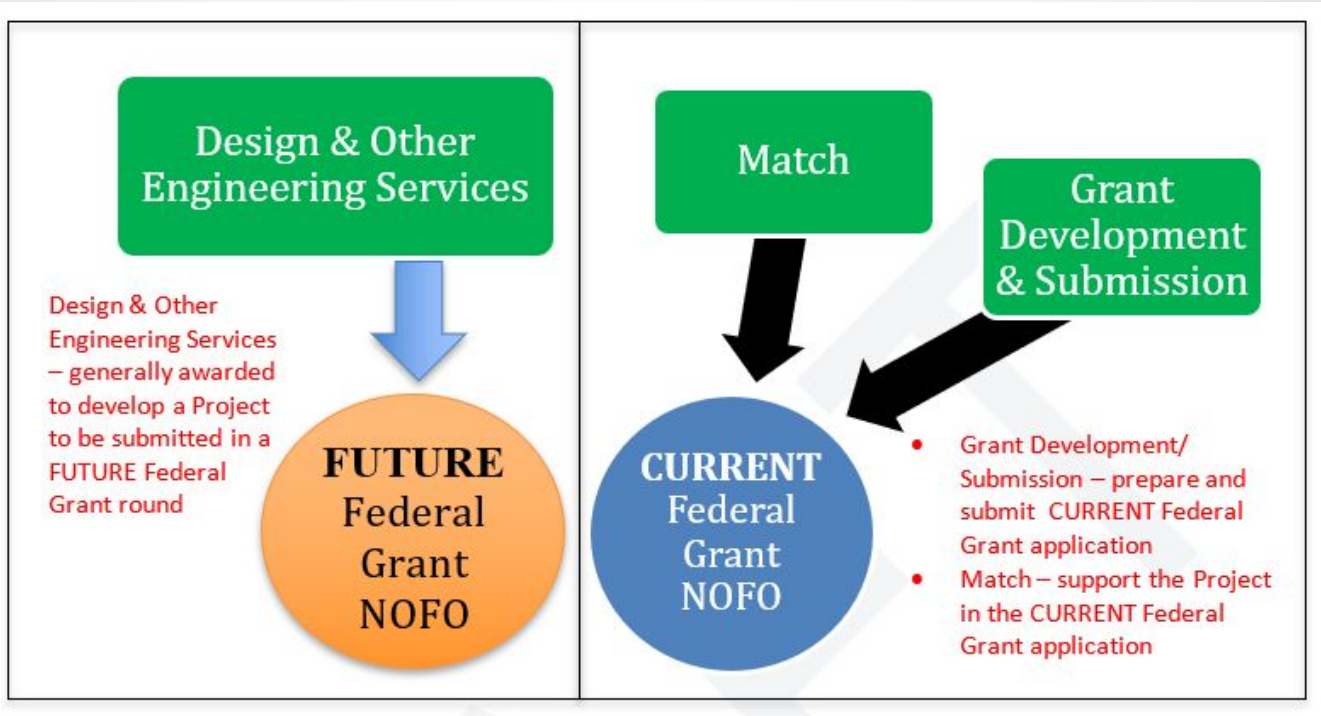 Design & Other
Engineering Services
Design & Other
Engineering Services
– generally awarded
to develop a Project
to be submitted in a
FUTURE Federal
Grant round
FUTURE
Federal
Grant
NOFO
Match
Grant
Development
& Submission
CURRENT
Federal
Grant
NOFO
• Grant Development/
Submission – prepare and
submit CURRENT Federal
Grant application
• Match – support the Project
in the CURRENT Federal
Grant application